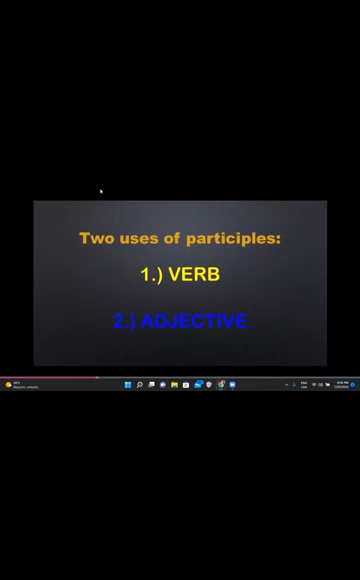 Two uses of participles:
1.) VERB
2.) ADJECTIVE